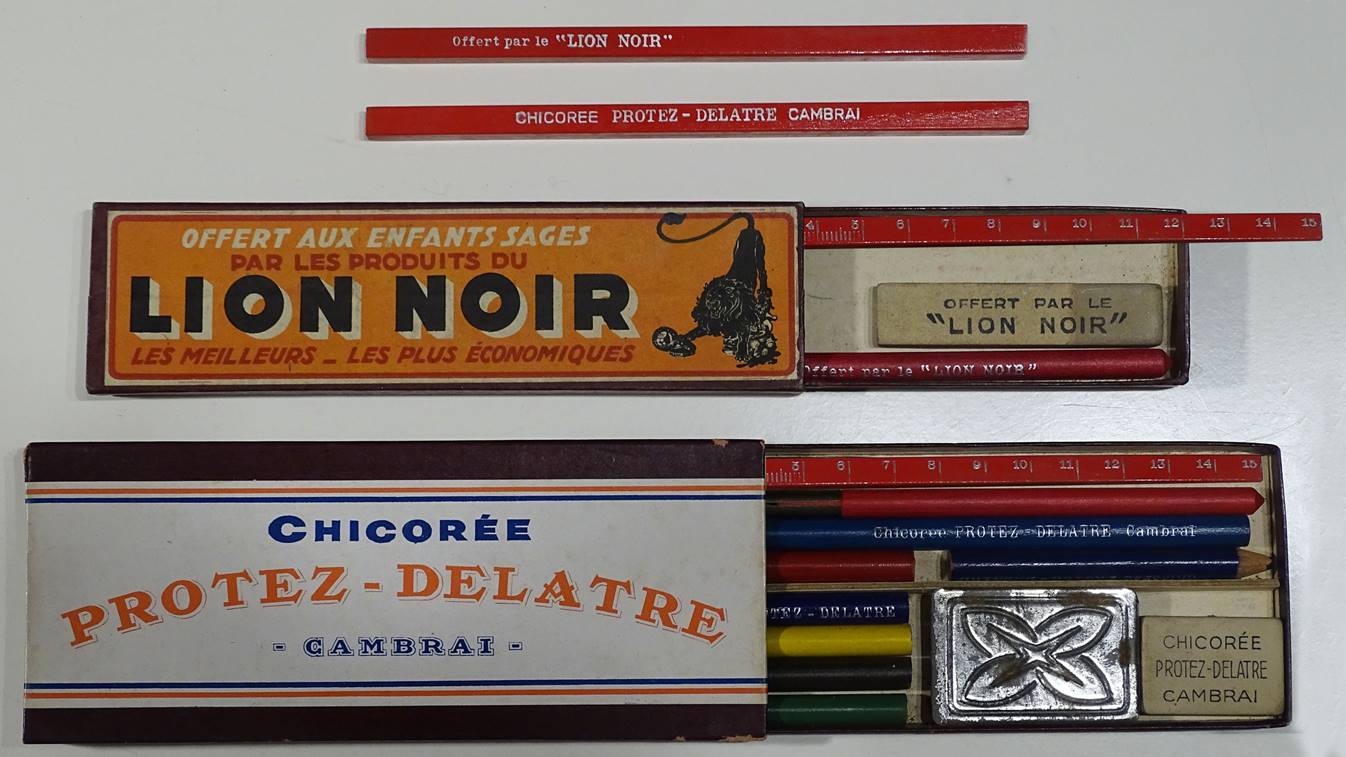 Offert par le "LION NOIR"
CHICOREE PROTEZ - DELATRE CAMBRAI
OFFERT AUX ENFANTS SAGES
PAR LES PRODUITS DU
LION NOIR
LES MEILLEURS _ LES PLUS ÉCONOMIQUES
4 5 6 7 8 9 10 11 12 13 14 15
OFFERT PAR LE
"LION NOIR"
Offert par le "LION NOIR"
CHICORÉE
PROTEZ - DELATRE
- CAMBRAI -
5 6 7 8 9 10 11 12 13 14 15
Chicorée PROTEZ - DELATRE Cambrai
TEZ - DELATRE
CHICORÉE
PROTEZ-DELATRE
CAMBRAI